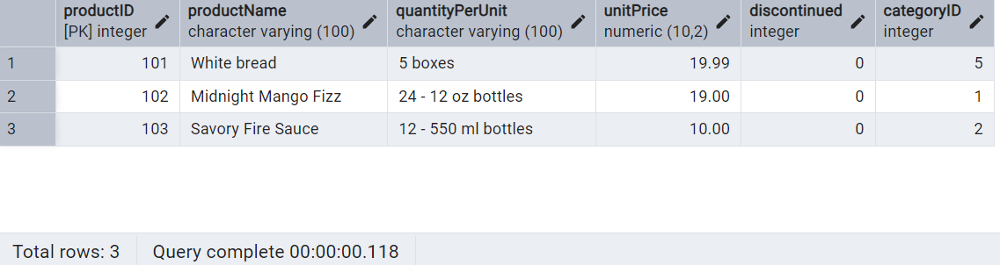 productID productName quantityPerUnit unitPrice discontinued categoryID
[PK] integer character varying (100) character varying (100) numeric (10,2) integer integer
1 101 White bread 5 boxes 19.99 0 5
2 102 Midnight Mango Fizz 24 - 12 oz bottles 19.00 0 1
3 103 Savory Fire Sauce 12 - 550 ml bottles 10.00 0 2
Total rows: 3 Query complete 00:00:00.118